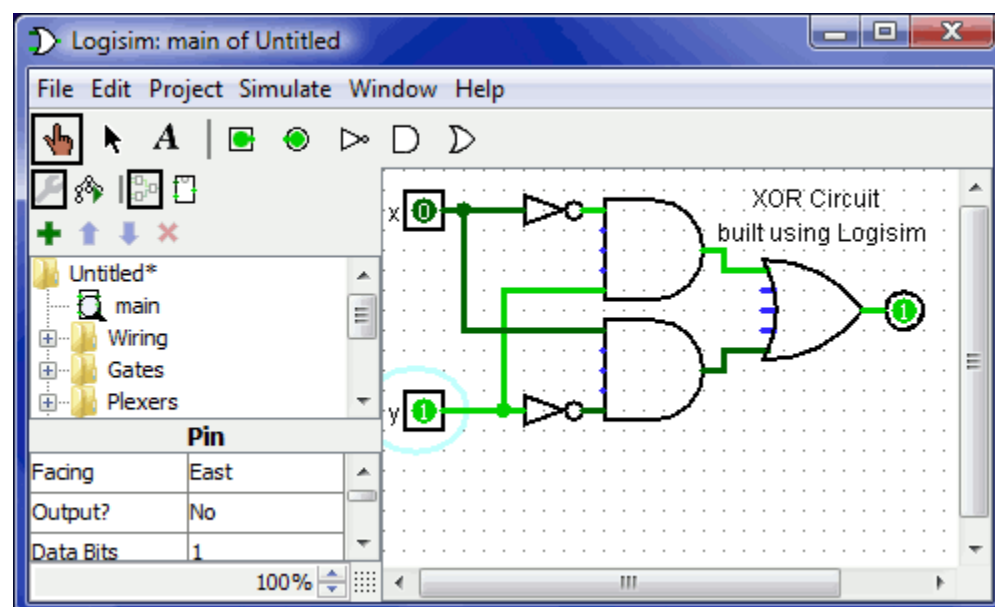 Logisim: main of Untitled
File Edit Project Simulate Window Help
A
x 0
XOR Circuit
built using Logisim
Untitled*
main
Wiring
Gates
Plexers
1
y 1
Pin
Facing East
Output? No
Data Bits 1
100%